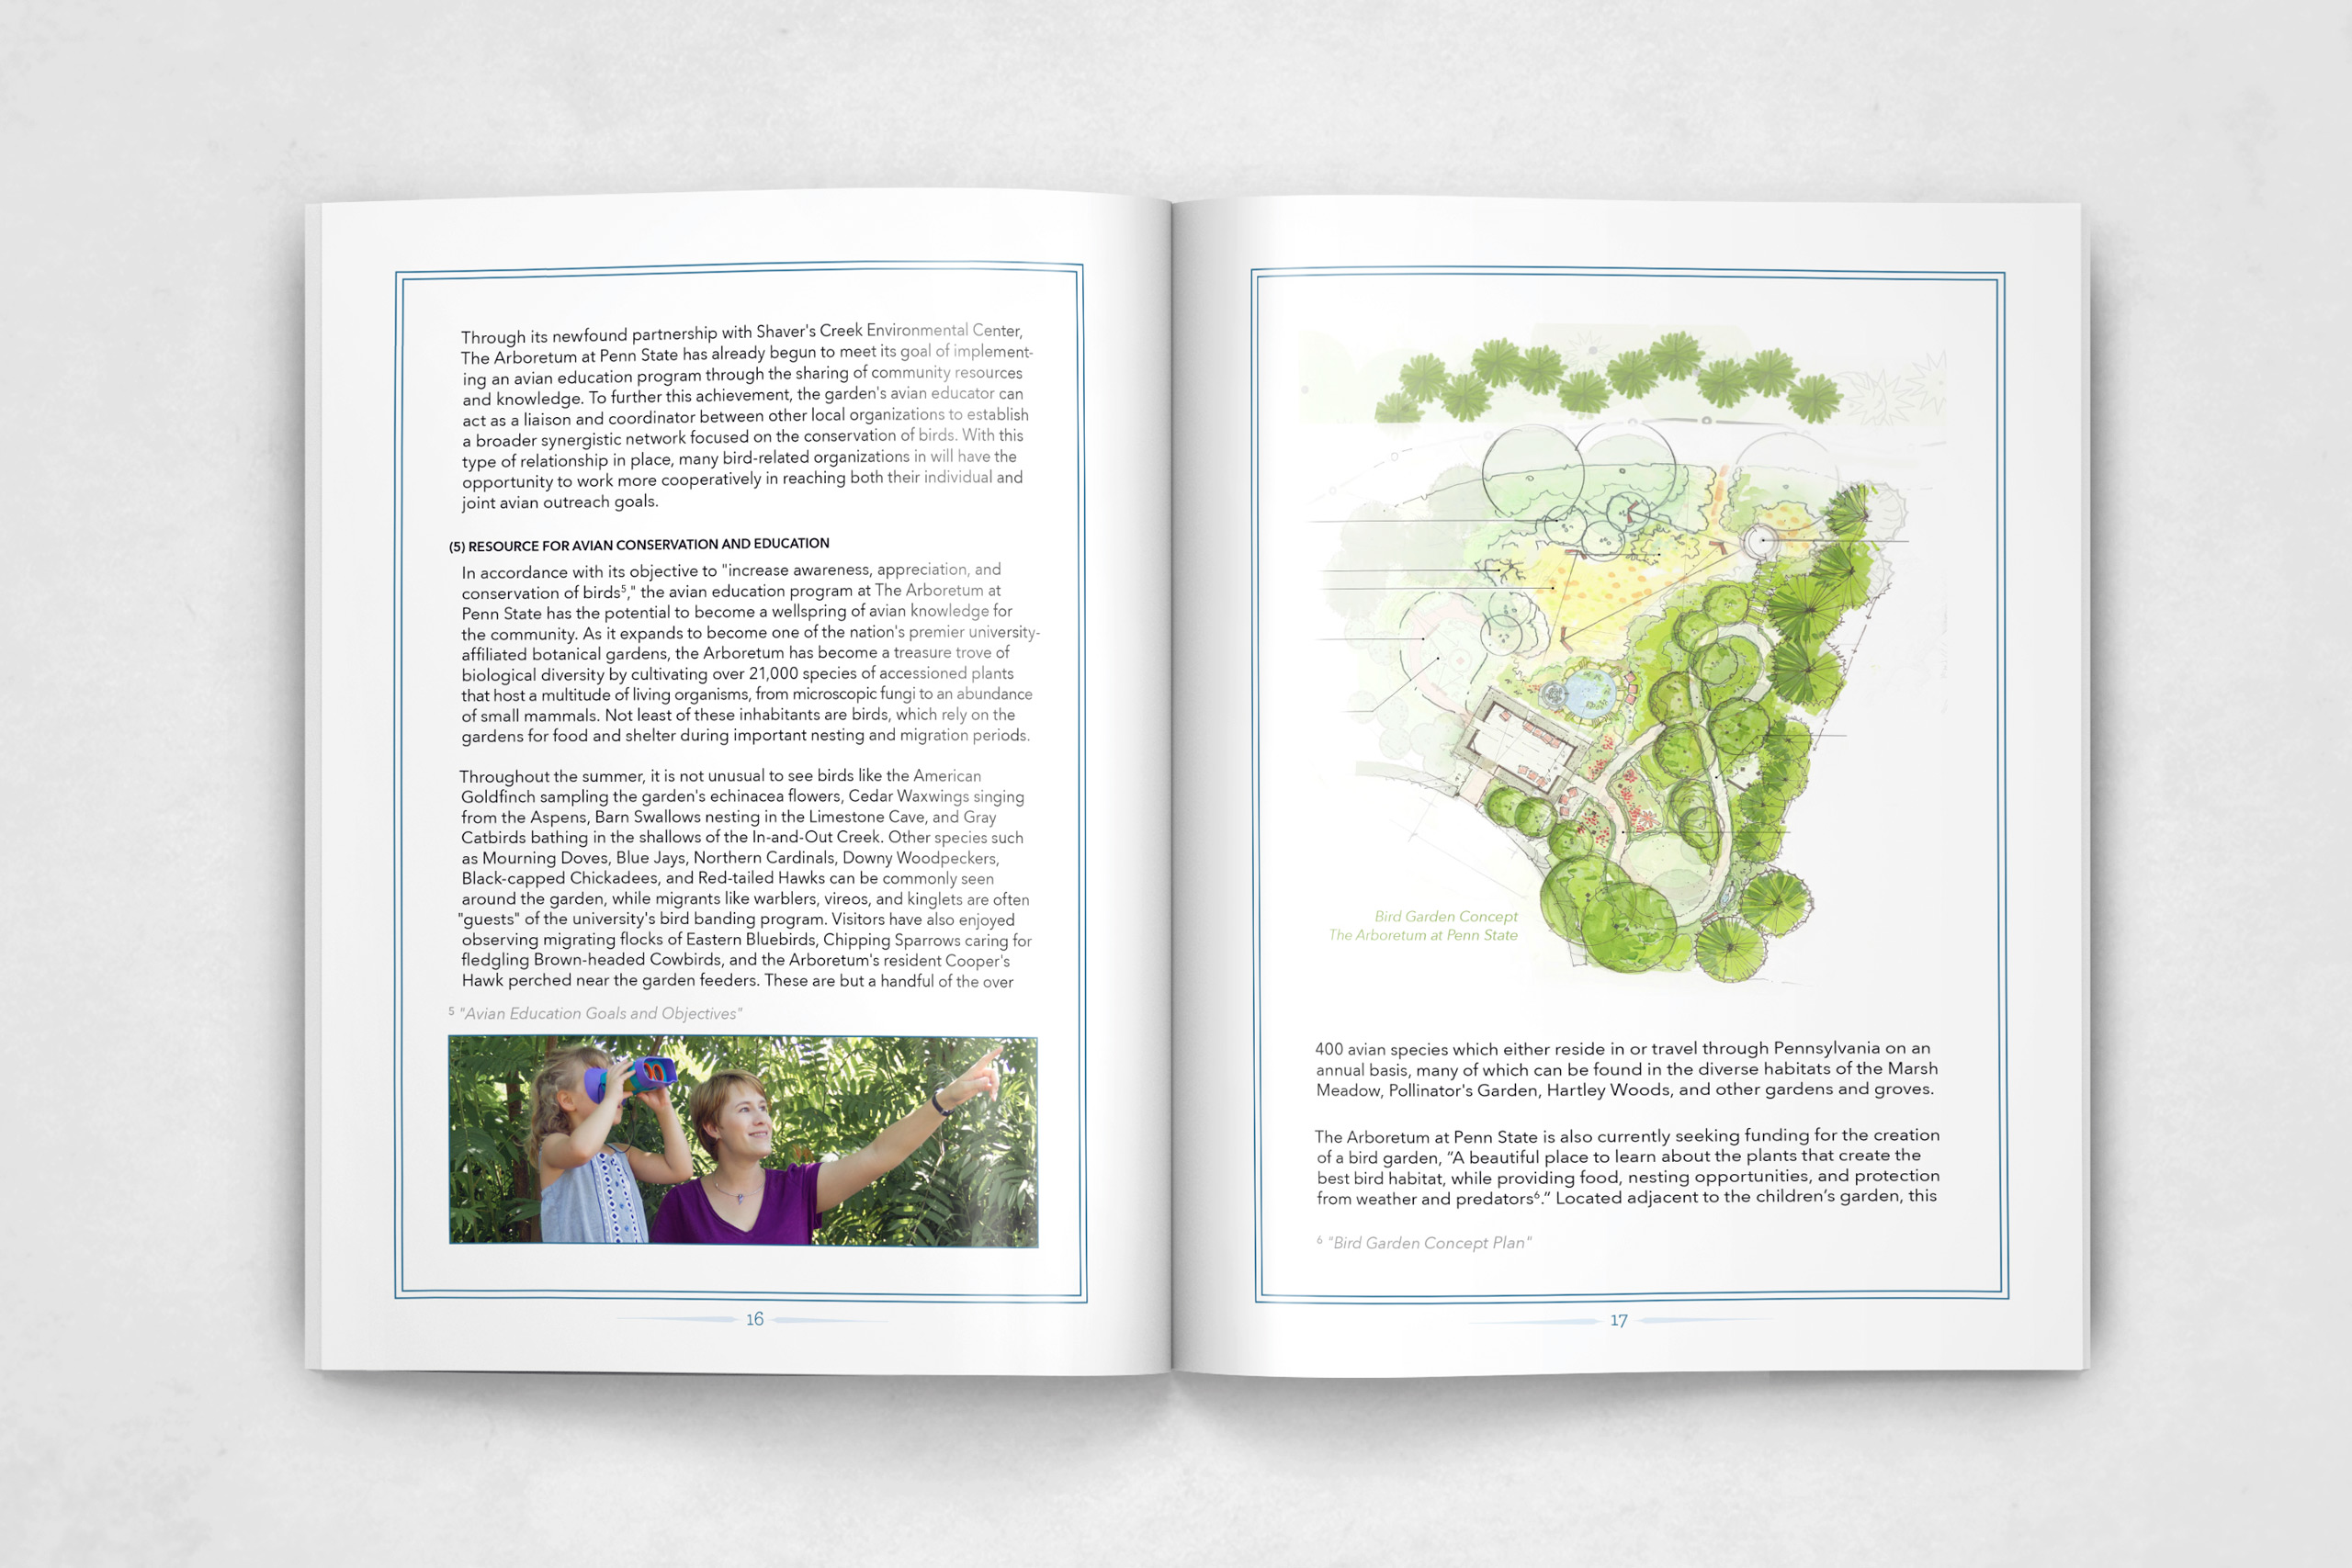 Through its newfound partnership with Shaver's Creek Environmental Center,
The Arboretum at Penn State has already begun to meet its goal of implement-
ing an avian education program through the sharing of community resources
and knowledge. To further this achievement, the garden's avian educator can
act as a liaison and coordinator between other local organizations to establish
a broader synergistic network focused on the conservation of birds. With this
type of relationship in place, many bird-related organizations in will have the
opportunity to work more cooperatively in reaching both their individual and
joint avian outreach goals.
(5) RESOURCE FOR AVIAN CONSERVATION AND EDUCATION
In accordance with its objective to "increase awareness, appreciation, and
conservation of birds⁵," the avian education program at The Arboretum at
Penn State has the potential to become a wellspring of avian knowledge for
the community. As it expands to become one of the nation's premier university-
affiliated botanical gardens, the Arboretum has become a treasure trove of
biological diversity by cultivating over 21,000 species of accessioned plants
that host a multitude of living organisms, from microscopic fungi to an abundance
of small mammals. Not least of these inhabitants are birds, which rely on the
gardens for food and shelter during important nesting and migration periods.
Throughout the summer, it is not unusual to see birds like the American
Goldfinch sampling the garden's echinacea flowers, Cedar Waxwings singing
from the Aspens, Barn Swallows nesting in the Limestone Cave, and Gray
Catbirds bathing in the shallows of the In-and-Out Creek. Other species such
as Mourning Doves, Blue Jays, Northern Cardinals, Downy Woodpeckers,
Black-capped Chickadees, and Red-tailed Hawks can be commonly seen
around the garden, while migrants like warblers, vireos, and kinglets are often
"guests" of the university's bird banding program. Visitors have also enjoyed
observing migrating flocks of Eastern Bluebirds, Chipping Sparrows caring for
fledgling Brown-headed Cowbirds, and the Arboretum's resident Cooper's
Hawk perched near the garden feeders. These are but a handful of the over
⁵ "Avian Education Goals and Objectives"
16
Bird Garden Concept
The Arboretum at Penn State
400 avian species which either reside in or travel through Pennsylvania on an
annual basis, many of which can be found in the diverse habitats of the Marsh
Meadow, Pollinator's Garden, Hartley Woods, and other gardens and groves.
The Arboretum at Penn State is also currently seeking funding for the creation
of a bird garden, “A beautiful place to learn about the plants that create the
best bird habitat, while providing food, nesting opportunities, and protection
from weather and predators⁶.” Located adjacent to the children’s garden, this
⁶ "Bird Garden Concept Plan"
17